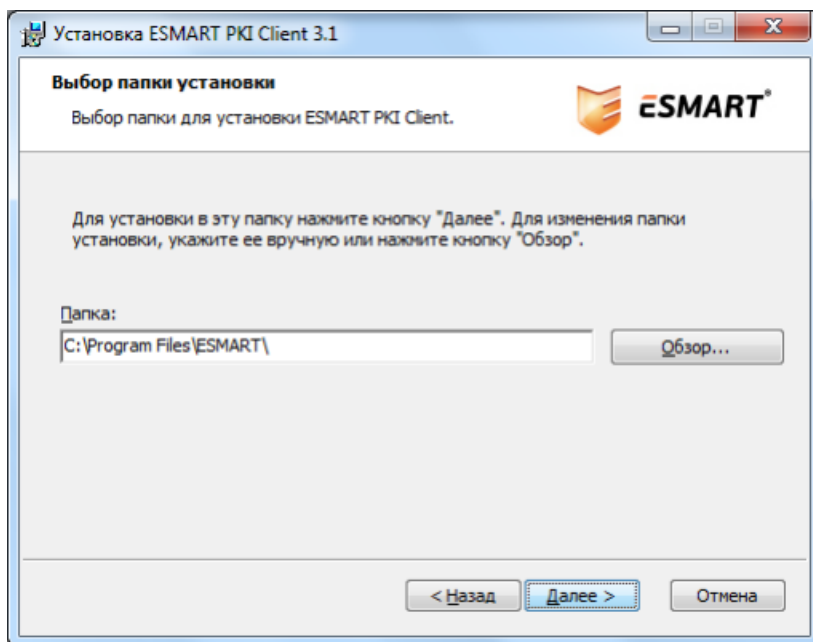 Установка ESMART PKI Client 3.1
Выбор папки установки
Выбор папки для установки ESMART PKI Client.
ESMART®
Для установки в эту папку нажмите кнопку "Далее". Для изменения папки
установки, укажите ее вручную или нажмите кнопку "Обзор".
Папка:
C:\Program Files\ESMART\
Обзор...
< Назад
Далее >
Отмена